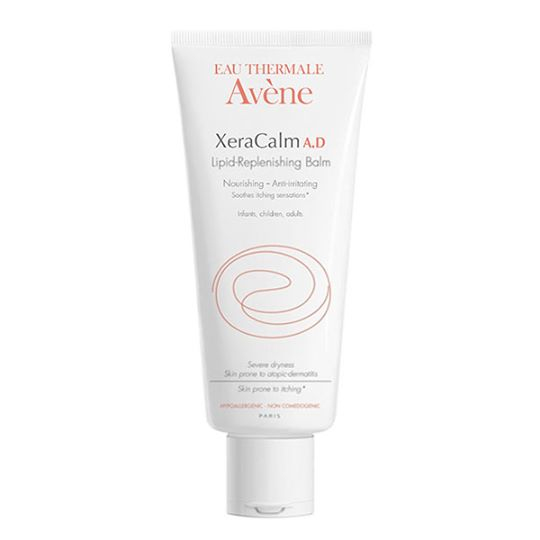 EAU THERMALE
Avène
XeraCalm A.D
Lipid-Replenishing Balm
Nourishing - Anti-irritating
Soothes itching sensations*
Infants, children, adults.
Severe dryness
Skin prone to atopic-dermatitis
Skin prone to itching*
HYPOALLERGENIC - NON COMEDOGENIC
PARIS